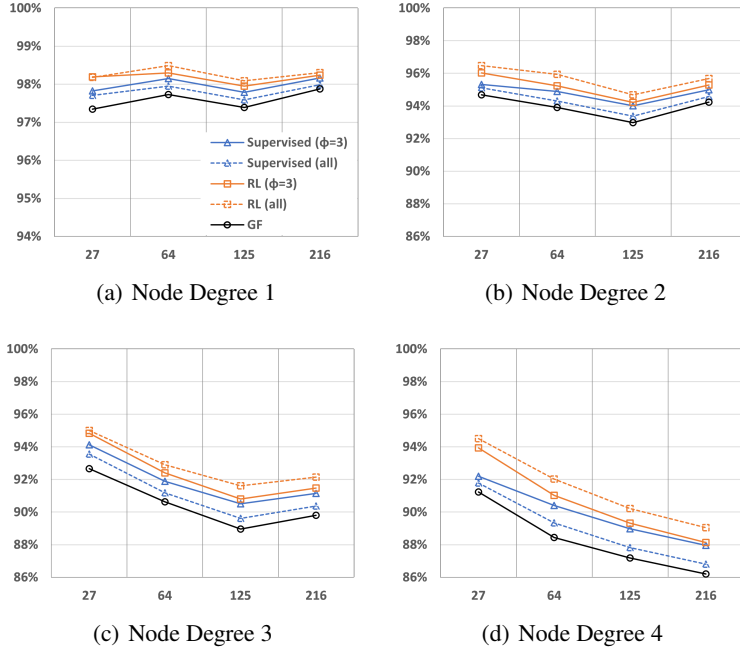 100%
99%
98%
97%
96%
95%
94%
27 64 125 216
Supervised (ϕ=3)
Supervised (all)
RL (ϕ=3)
RL (all)
GF
(a) Node Degree 1
100%
98%
96%
94%
92%
90%
88%
86%
27 64 125 216
(b) Node Degree 2
100%
98%
96%
94%
92%
90%
88%
86%
27 64 125 216
(c) Node Degree 3
100%
98%
96%
94%
92%
90%
88%
86%
27 64 125 216
(d) Node Degree 4